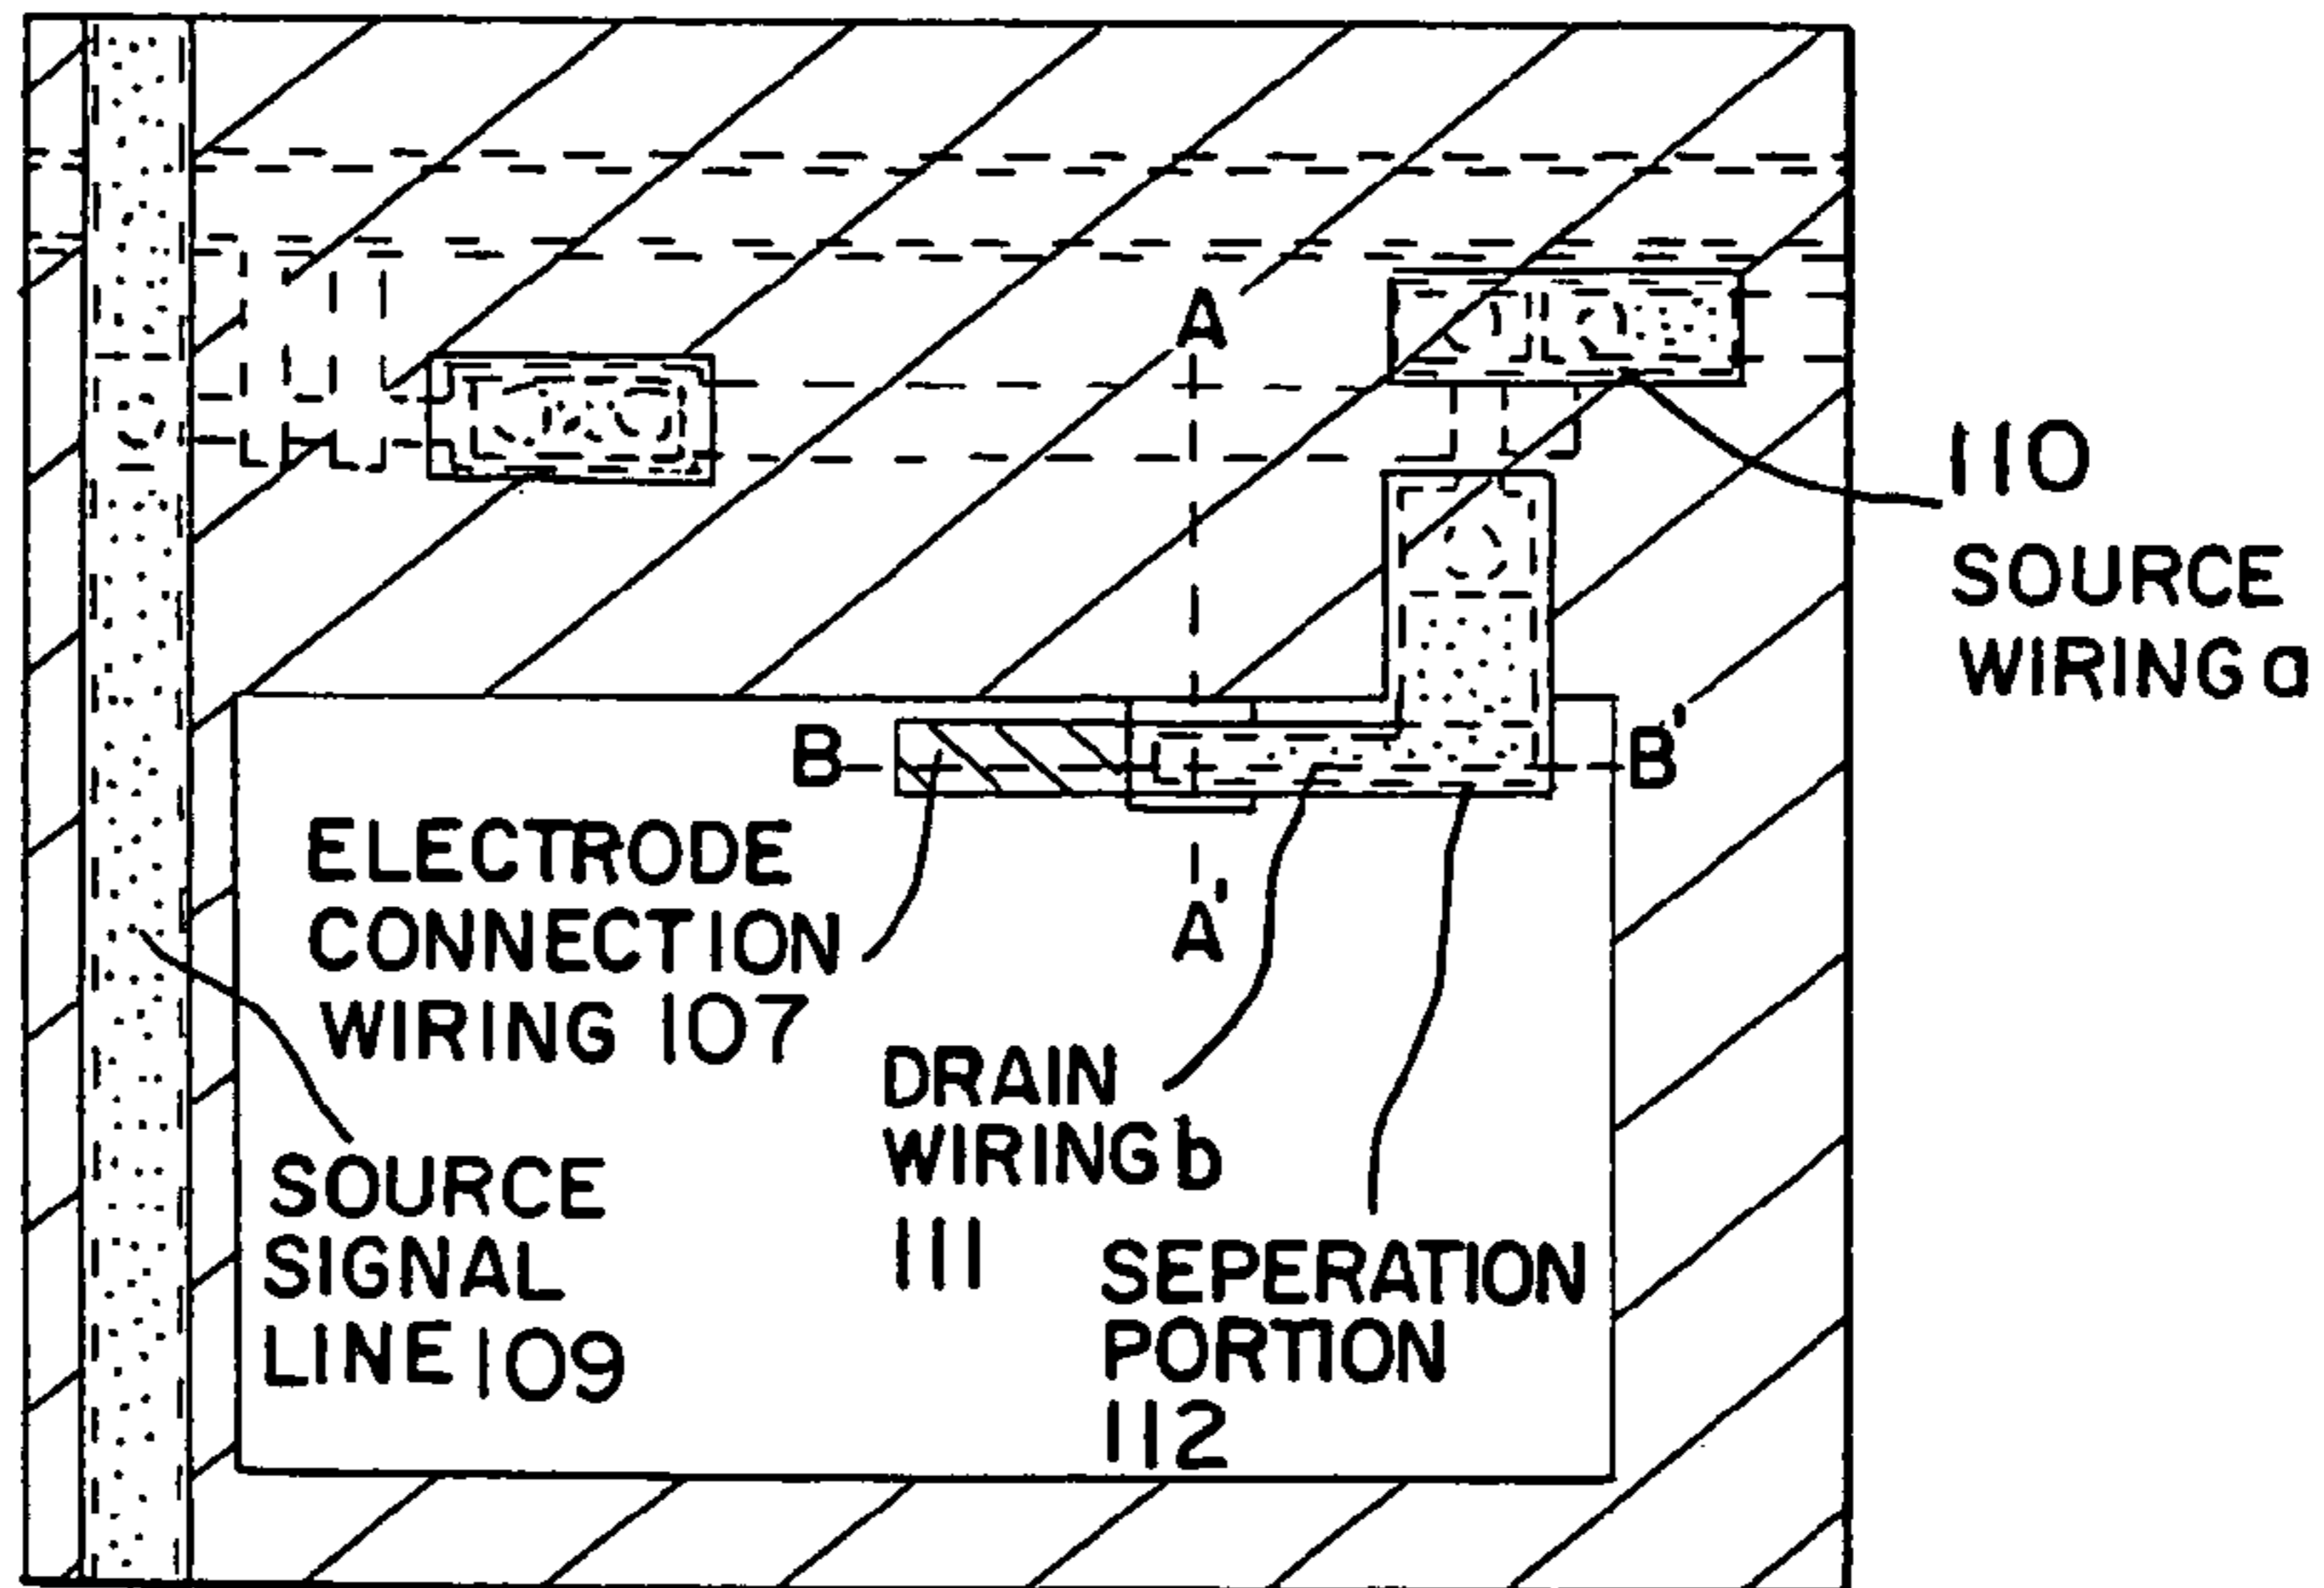 A
110
SOURCE
WIRING a
B
B'
ELECTRODE
CONNECTION
WIRING 107
A'
DRAIN
WIRING b
111
SOURCE
SIGNAL
LINE 109
SEPERATION
PORTION
112